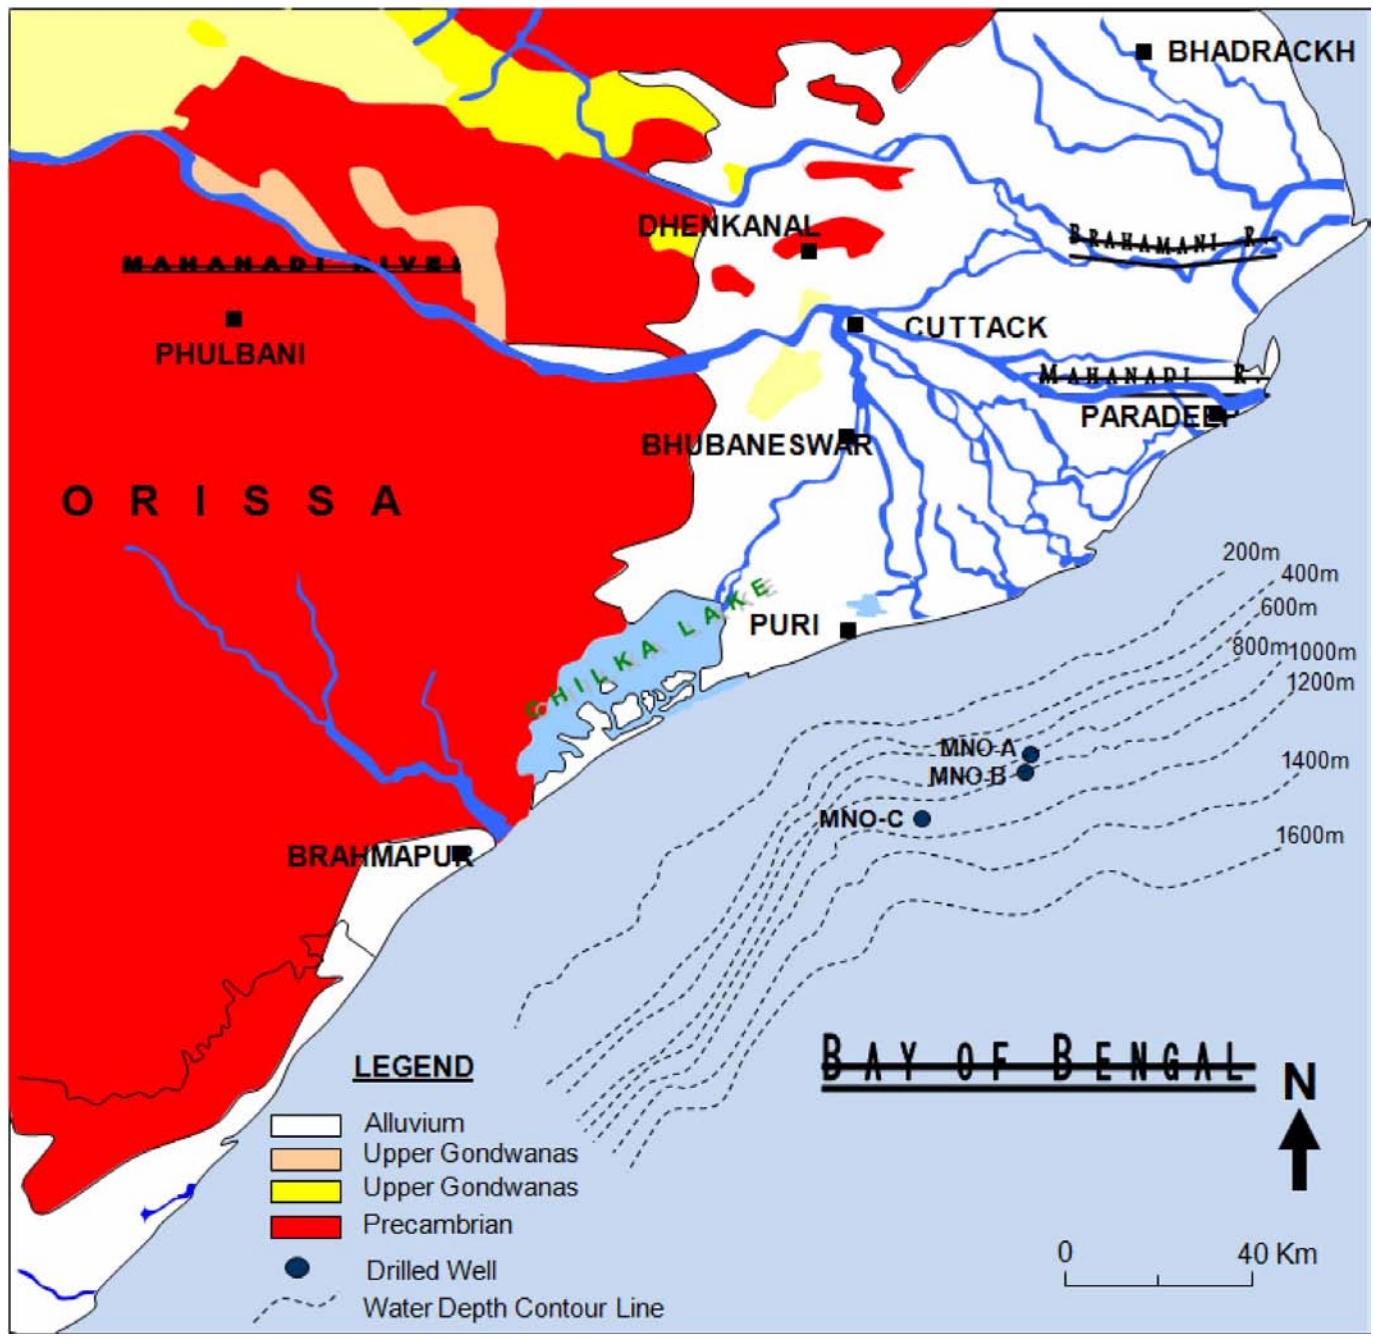 BHADRACKH
DHENKANAL
BRAHAMANI R.
MAHANADI RIVER
CUTTACK
PHULBANI
MAHANADI R.
PARADEEP
BHUBANESWAR
ORISSA
200m
400m
CHILKA LAKE
600m
PURI
800m
1000m
1200m
MNO-A
1400m
MNO-B
MNO-C
1600m
BRAHMAPUR
BAY OF BENGAL
LEGEND
N
Alluvium
Upper Gondwanas
Upper Gondwanas
Precambrian
0 40 Km
Drilled Well
Water Depth Contour Line